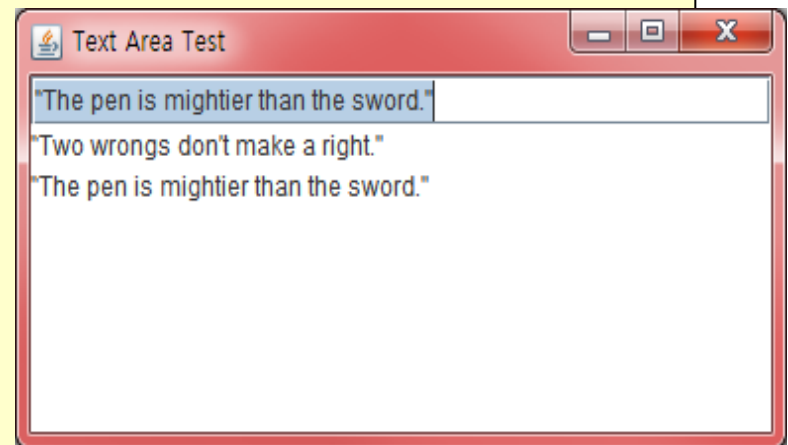 Text Area Test
"The pen is mightier than the sword."
"Two wrongs don't make a right."
"The pen is mightier than the sword."